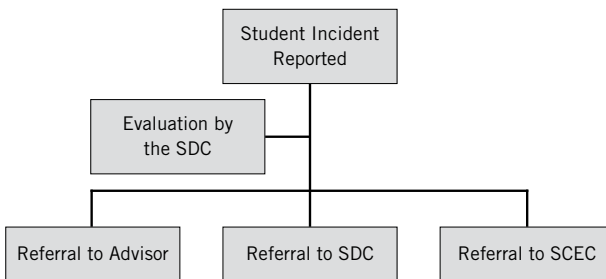 Student Incident
Reported
Evaluation by
the SDC
Referral to Advisor
Referral to SDC
Referral to SCEC